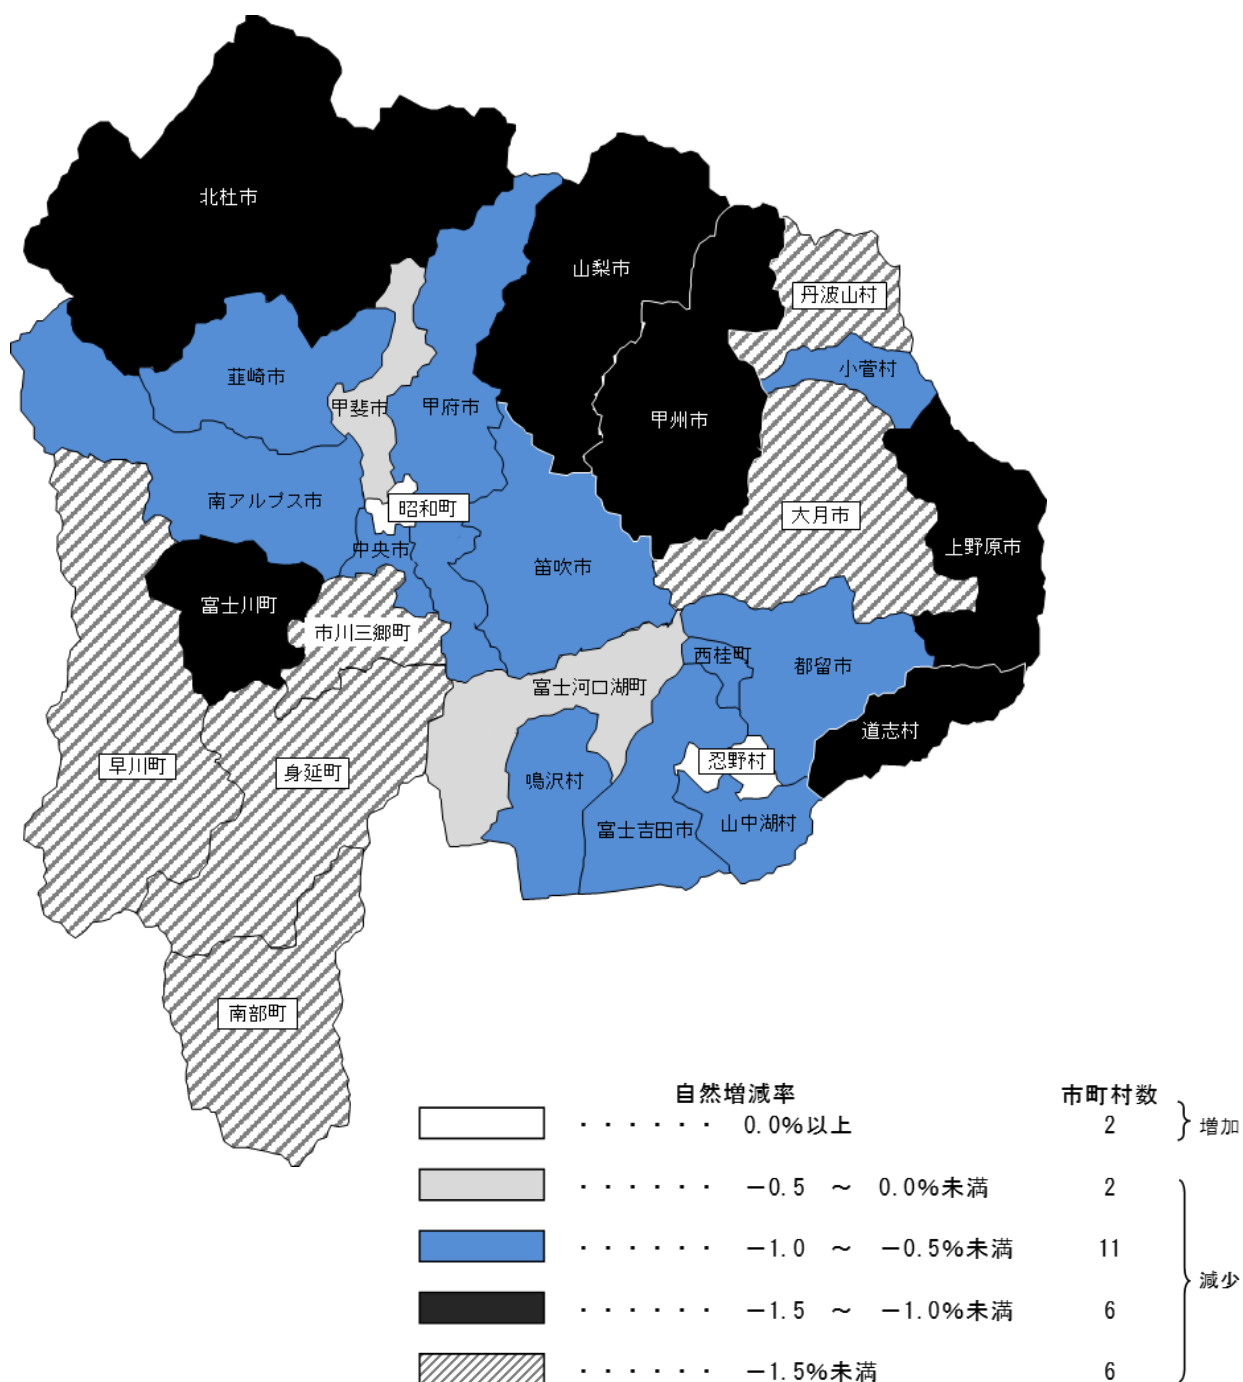 北杜市
山梨市
丹波山村
小菅村
韮崎市
甲斐市
甲府市
甲州市
南アルプス市
昭和町
大月市
中央市
上野原市
笛吹市
富士川町
市川三郷町
西桂町
都留市
富士河口湖町
道志村
早川町
身延町
鳴沢村
忍野村
富士吉田市
山中湖村
南部町
自然増減率 市町村数
・・・・・・ 0.0%以上 2 増加
・・・・・・ －0.5 ～ 0.0%未満 2
・・・・・・ －1.0 ～ －0.5%未満 11
減少
・・・・・・ －1.5 ～ －1.0%未満 6
・・・・・・ －1.5%未満 6